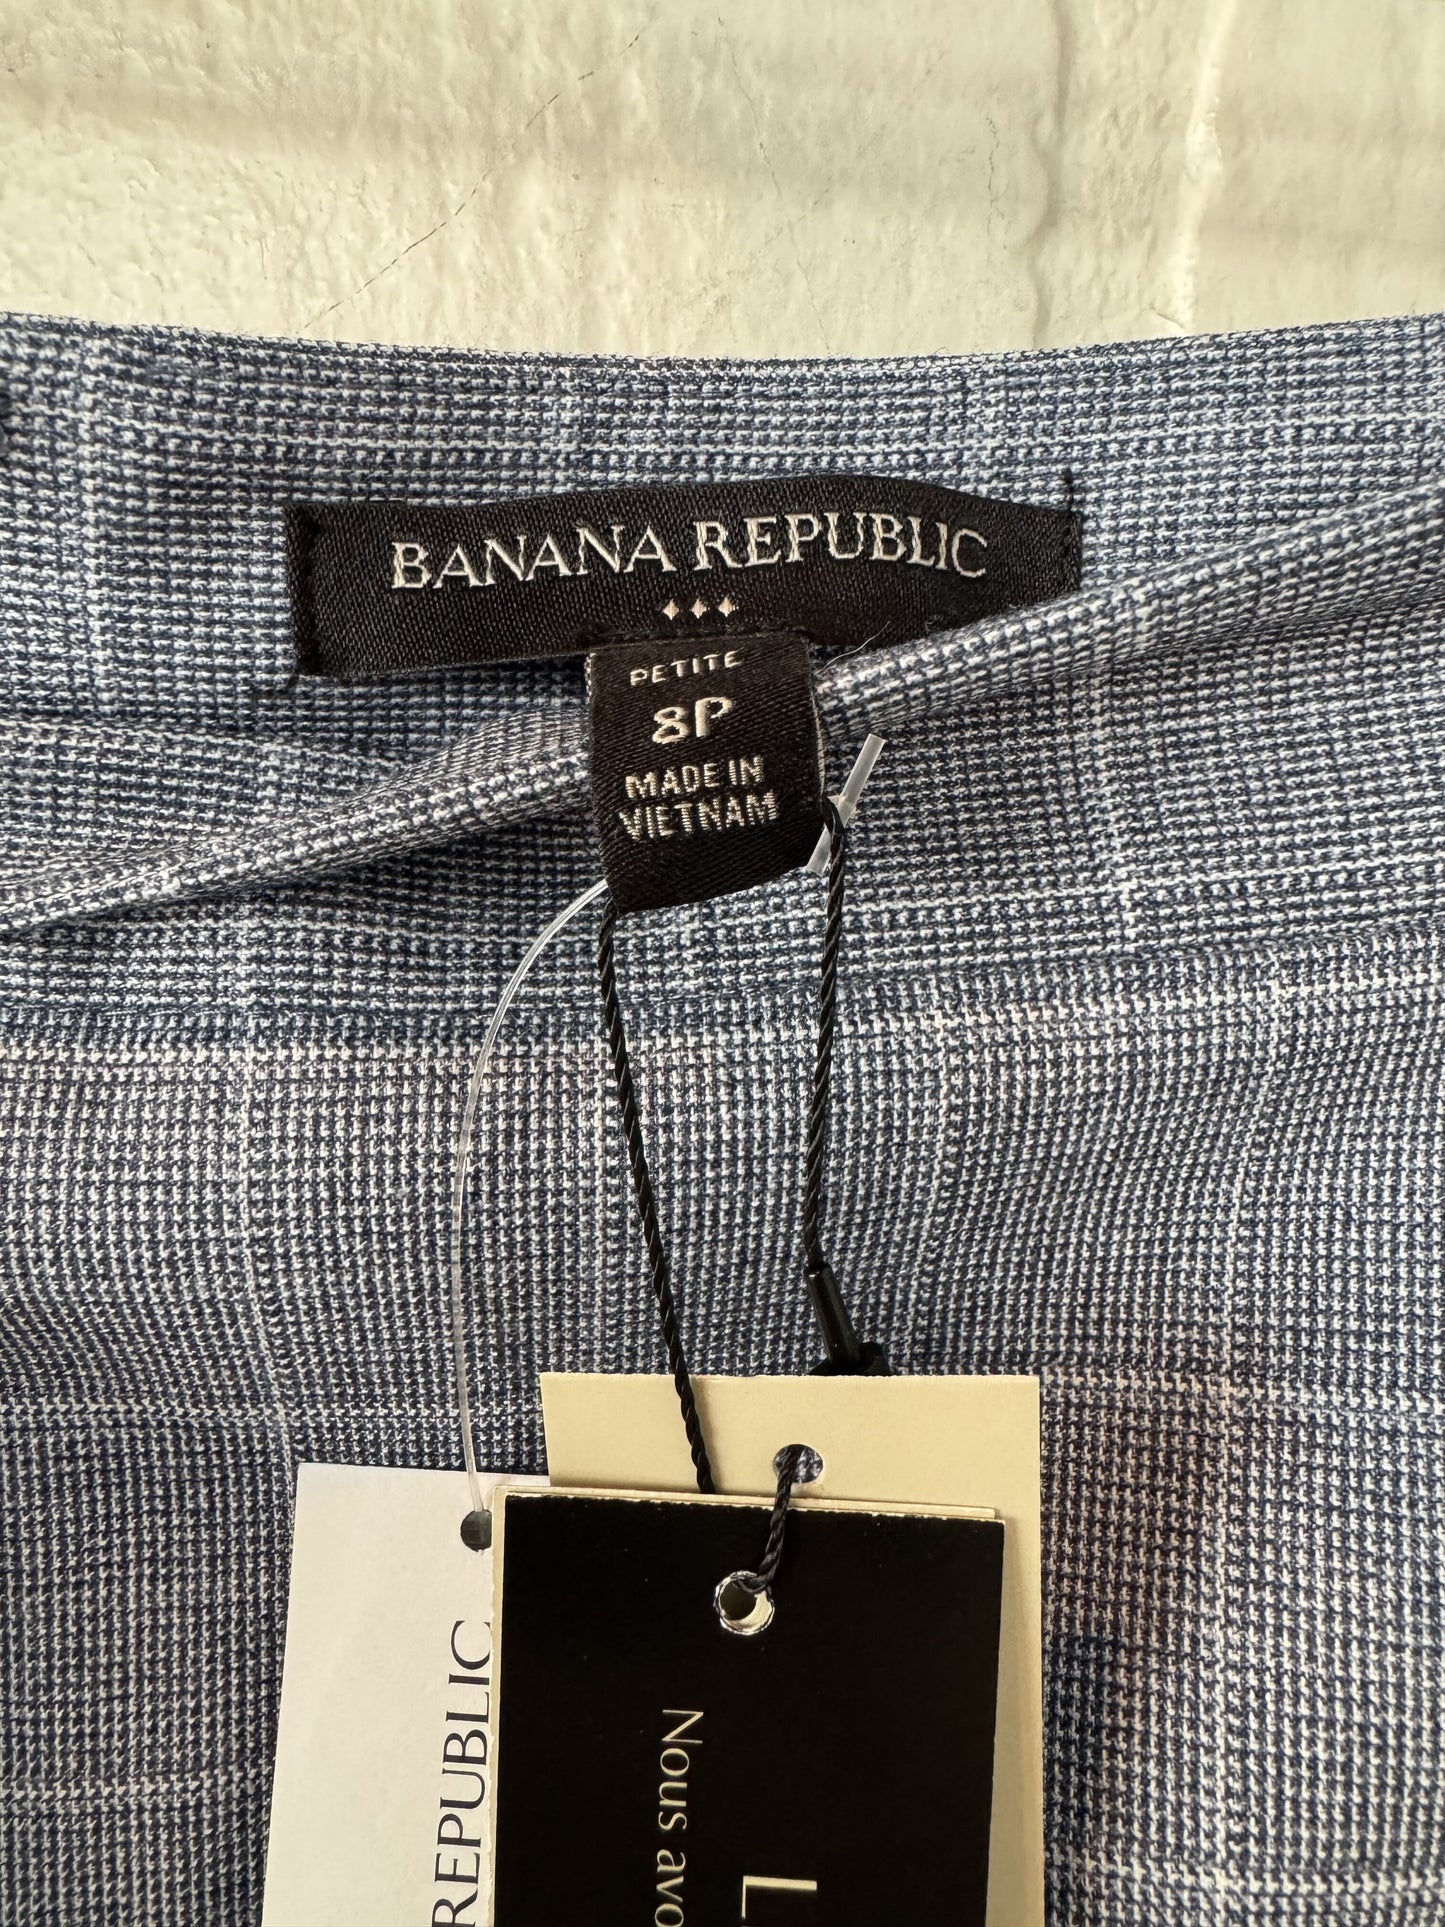 BANANA REPUBLIC
PETITE
8P
MADE IN
VIETNAM
REPUBLIC
Nous avo
L